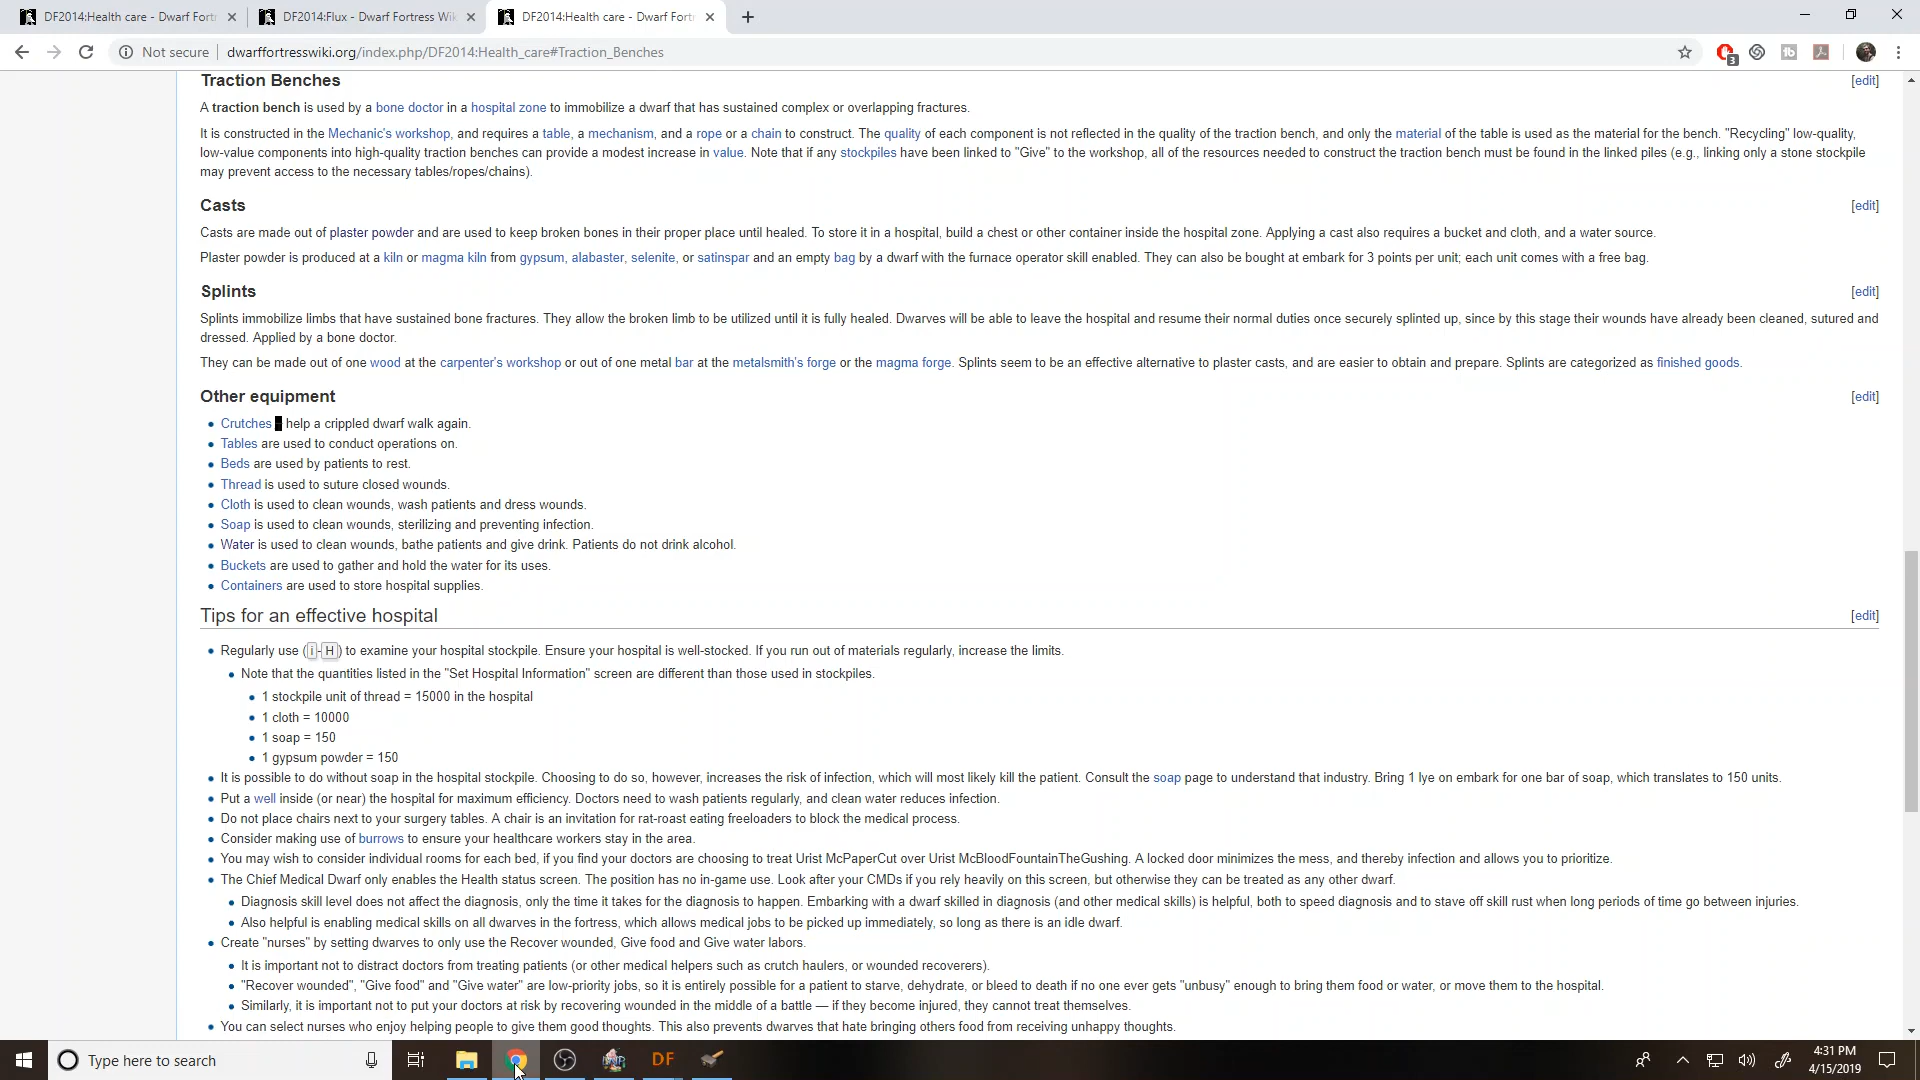 DF2014:Health care - Dwarf Fortr
DF2014:Flux - Dwarf Fortress Wik
DF2014:Health care - Dwarf Fortr
Not secure | dwarffortresswiki.org/index.php/DF2014:Health_care#Traction_Benches
3
Traction Benches [edit]
A traction bench is used by a bone doctor in a hospital zone to immobilize a dwarf that has sustained complex or overlapping fractures.
It is constructed in the Mechanic's workshop, and requires a table, a mechanism, and a rope or a chain to construct. The quality of each component is not reflected in the quality of the traction bench, and only the material of the table is used as the material for the bench. "Recycling" low-quality,
low-value components into high-quality traction benches can provide a modest increase in value. Note that if any stockpiles have been linked to "Give" to the workshop, all of the resources needed to construct the traction bench must be found in the linked piles (e.g., linking only a stone stockpile
may prevent access to the necessary tables/ropes/chains).
Casts [edit]
Casts are made out of plaster powder and are used to keep broken bones in their proper place until healed. To store it in a hospital, build a chest or other container inside the hospital zone. Applying a cast also requires a bucket and cloth, and a water source.
Plaster powder is produced at a kiln or magma kiln from gypsum, alabaster, selenite, or satinspar and an empty bag by a dwarf with the furnace operator skill enabled. They can also be bought at embark for 3 points per unit; each unit comes with a free bag.
Splints [edit]
Splints immobilize limbs that have sustained bone fractures. They allow the broken limb to be utilized until it is fully healed. Dwarves will be able to leave the hospital and resume their normal duties once securely splinted up, since by this stage their wounds have already been cleaned, sutured and
dressed. Applied by a bone doctor.
They can be made out of one wood at the carpenter's workshop or out of one metal bar at the metalsmith's forge or the magma forge. Splints seem to be an effective alternative to plaster casts, and are easier to obtain and prepare. Splints are categorized as finished goods.
Other equipment [edit]
Crutches help a crippled dwarf walk again.
Tables are used to conduct operations on.
Beds are used by patients to rest.
Thread is used to suture closed wounds.
Cloth is used to clean wounds, wash patients and dress wounds.
Soap is used to clean wounds, sterilizing and preventing infection.
Water is used to clean wounds, bathe patients and give drink. Patients do not drink alcohol.
Buckets are used to gather and hold the water for its uses.
Containers are used to store hospital supplies.
Tips for an effective hospital [edit]
Regularly use (i-H) to examine your hospital stockpile. Ensure your hospital is well-stocked. If you run out of materials regularly, increase the limits.
Note that the quantities listed in the "Set Hospital Information" screen are different than those used in stockpiles.
1 stockpile unit of thread = 15000 in the hospital
1 cloth = 10000
1 soap = 150
1 gypsum powder = 150
It is possible to do without soap in the hospital stockpile. Choosing to do so, however, increases the risk of infection, which will most likely kill the patient. Consult the soap page to understand that industry. Bring 1 lye on embark for one bar of soap, which translates to 150 units.
Put a well inside (or near) the hospital for maximum efficiency. Doctors need to wash patients regularly, and clean water reduces infection.
Do not place chairs next to your surgery tables. A chair is an invitation for rat-roast eating freeloaders to block the medical process.
Consider making use of burrows to ensure your healthcare workers stay in the area.
You may wish to consider individual rooms for each bed, if you find your doctors are choosing to treat Urist McPaperCut over Urist McBloodFountainTheGushing. A locked door minimizes the mess, and thereby infection and allows you to prioritize.
The Chief Medical Dwarf only enables the Health status screen. The position has no in-game use. Look after your CMDs if you rely heavily on this screen, but otherwise they can be treated as any other dwarf.
Diagnosis skill level does not affect the diagnosis, only the time it takes for the diagnosis to happen. Embarking with a dwarf skilled in diagnosis (and other medical skills) is helpful, both to speed diagnosis and to stave off skill rust when long periods of time go between injuries.
Also helpful is enabling medical skills on all dwarves in the fortress, which allows medical jobs to be picked up immediately, so long as there is an idle dwarf.
Create "nurses" by setting dwarves to only use the Recover wounded, Give food and Give water labors.
It is important not to distract doctors from treating patients (or other medical helpers such as crutch haulers, or wounded recoverers).
"Recover wounded", "Give food" and "Give water" are low-priority jobs, so it is entirely possible for a patient to starve, dehydrate, or bleed to death if no one ever gets "unbusy" enough to bring them food or water, or move them to the hospital.
Similarly, it is important not to put your doctors at risk by recovering wounded in the middle of a battle — if they become injured, they cannot treat themselves.
You can select nurses who enjoy helping people to give them good thoughts. This also prevents dwarves that hate bringing others food from receiving unhappy thoughts.
Type here to search
DF
4:31 PM
4/15/2019